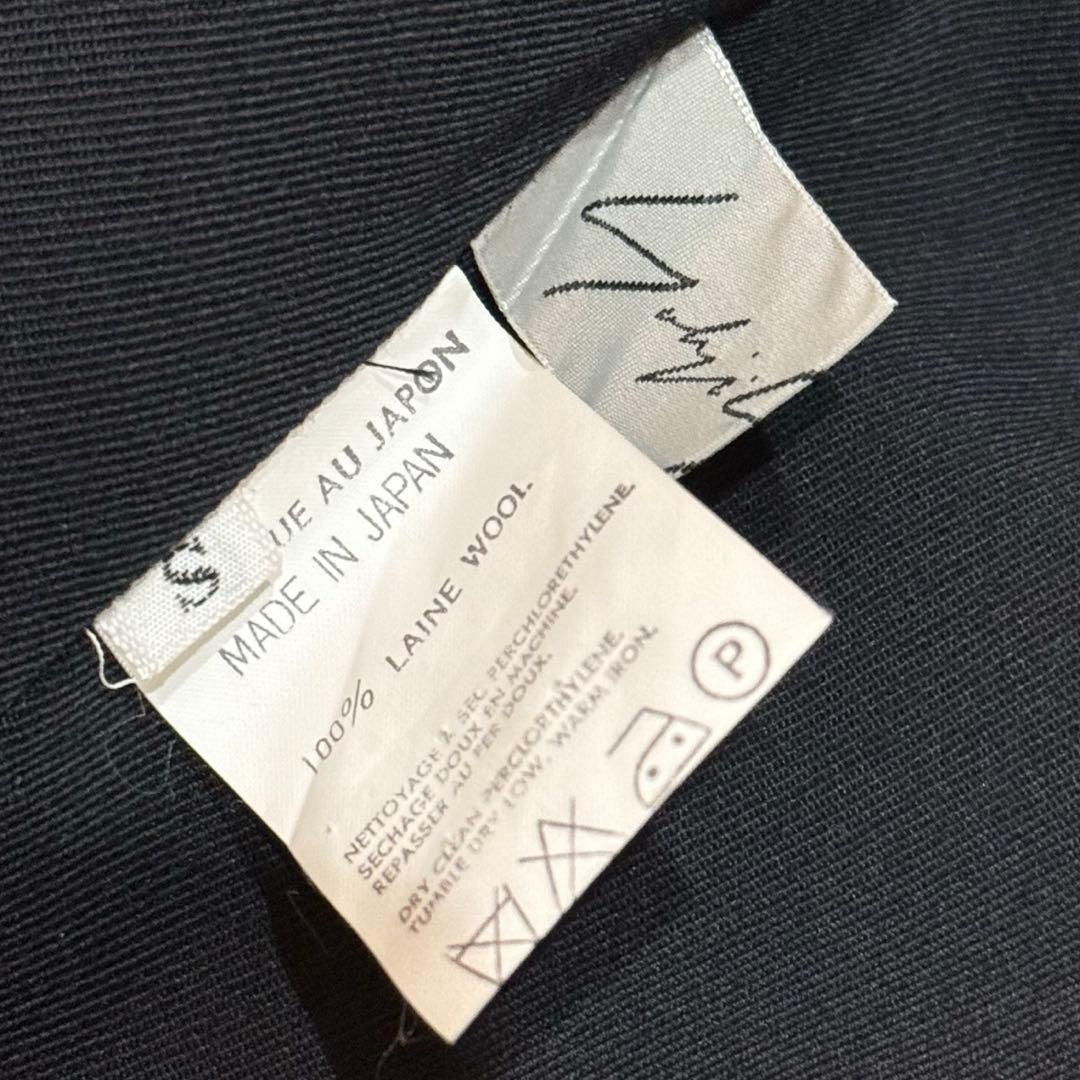 S
UE AU JAPON
MADE IN JAPAN
100% LAINE WOOL
NETTOYAGE À SEC PERCHLORETHYLENE.
SECHAGE DOUX EN MACHINE.
REPASSER AU FER DOUX.
DRY CLEAN PERCLORTHYLENE.
TUMBLE DRY LOW, WARM IRON.
P